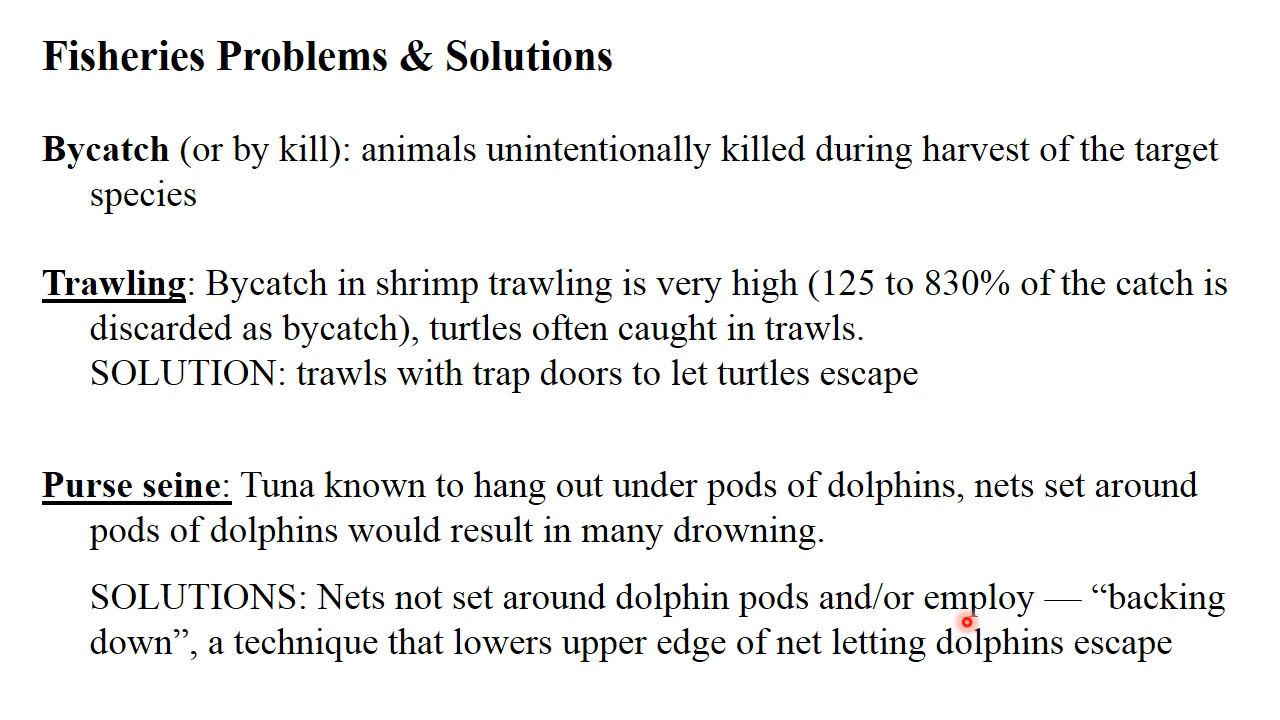 Fisheries Problems & Solutions
Bycatch (or by kill): animals unintentionally killed during harvest of the target
species
Trawling: Bycatch in shrimp trawling is very high (125 to 830% of the catch is
discarded as bycatch), turtles often caught in trawls.
SOLUTION: trawls with trap doors to let turtles escape
Purse seine: Tuna known to hang out under pods of dolphins, nets set around
pods of dolphins would result in many drowning.
SOLUTIONS: Nets not set around dolphin pods and/or employ — “backing
down”, a technique that lowers upper edge of net letting dolphins escape